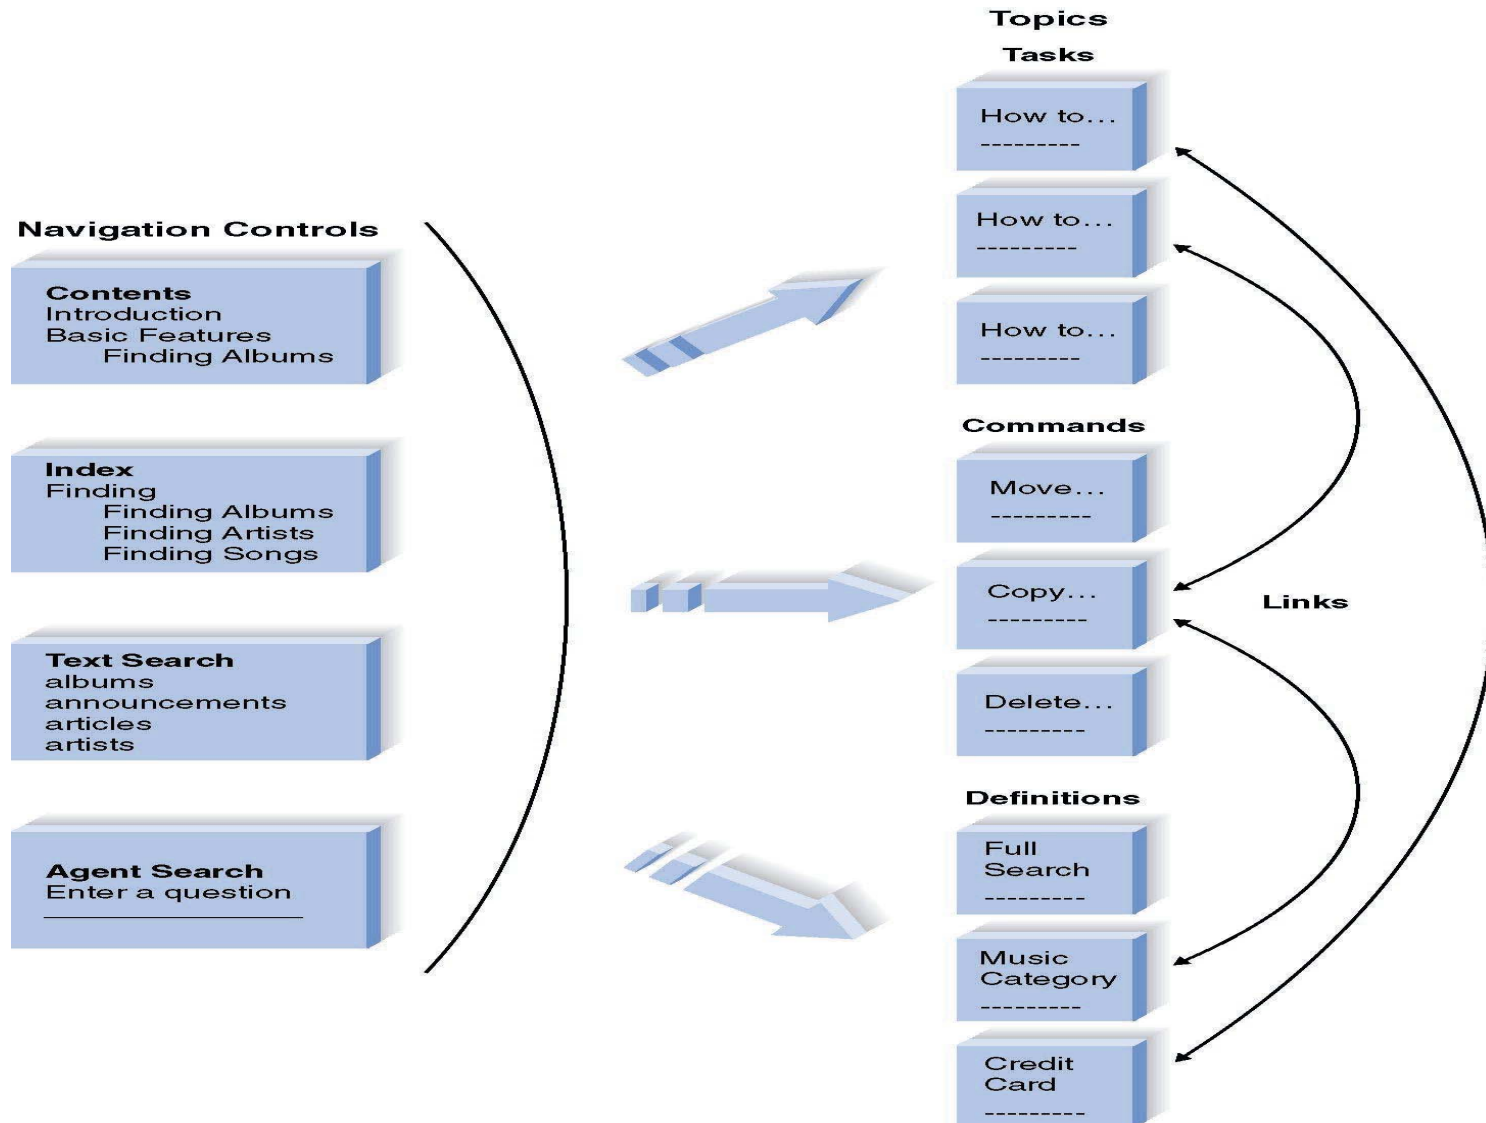 Navigation Controls
Contents
Introduction
Basic Features
Finding Albums
Index
Finding
Finding Albums
Finding Artists
Finding Songs
Text Search
albums
announcements
articles
artists
Agent Search
Enter a question
Topics
Tasks
How to...
---------
How to...
---------
How to...
---------
Commands
Move...
---------
Copy...
---------
Delete...
---------
Definitions
Full
Search
---------
Music
Category
---------
Credit
Card
---------
Links